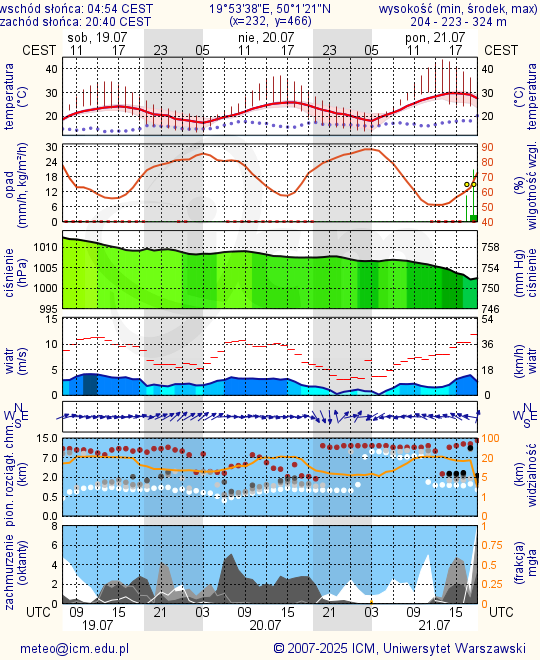 wschód słońca: 04:54 CEST 19°53'38"E, 50°1'21"N wysokość (min, środek, max)
zachód słońca: 20:40 CEST (x=232, y=466) 204 - 223 - 324 m
sob, 19.07 nie, 20.07 pon, 21.07
CEST 11 17 23 05 11 17 23 05 11 17 CEST
temperatura (°C)
40 30 20
40 30 20
temperatura (°C)
opad (mm/h, kg/m²/h)
30 24 18 12 6 0
90 80 70 60 50 40
(%) wilgotność wzgl.
ciśnienie (hPa)
1010 1005 1000 995
758 754 750 746
(mm Hg) ciśnienie
wiatr (m/s)
15 10 5 0
54 36 18 0
(km/h) wiatr
N W E S
N W E S
pion. rozciągł. chm. (km)
15.0 7.0 2.0 0.5 0.0
100 20 5 1 0
(km) widzialność
zachmurzenie (oktanty)
8 6 4 2 0
1 0.75 0.5 0.25 0
(frakcja) mgła
UTC 09 15 21 03 09 15 21 03 09 15 UTC
19.07 20.07 21.07
meteo@icm.edu.pl © 2007-2025 ICM, Uniwersytet Warszawski